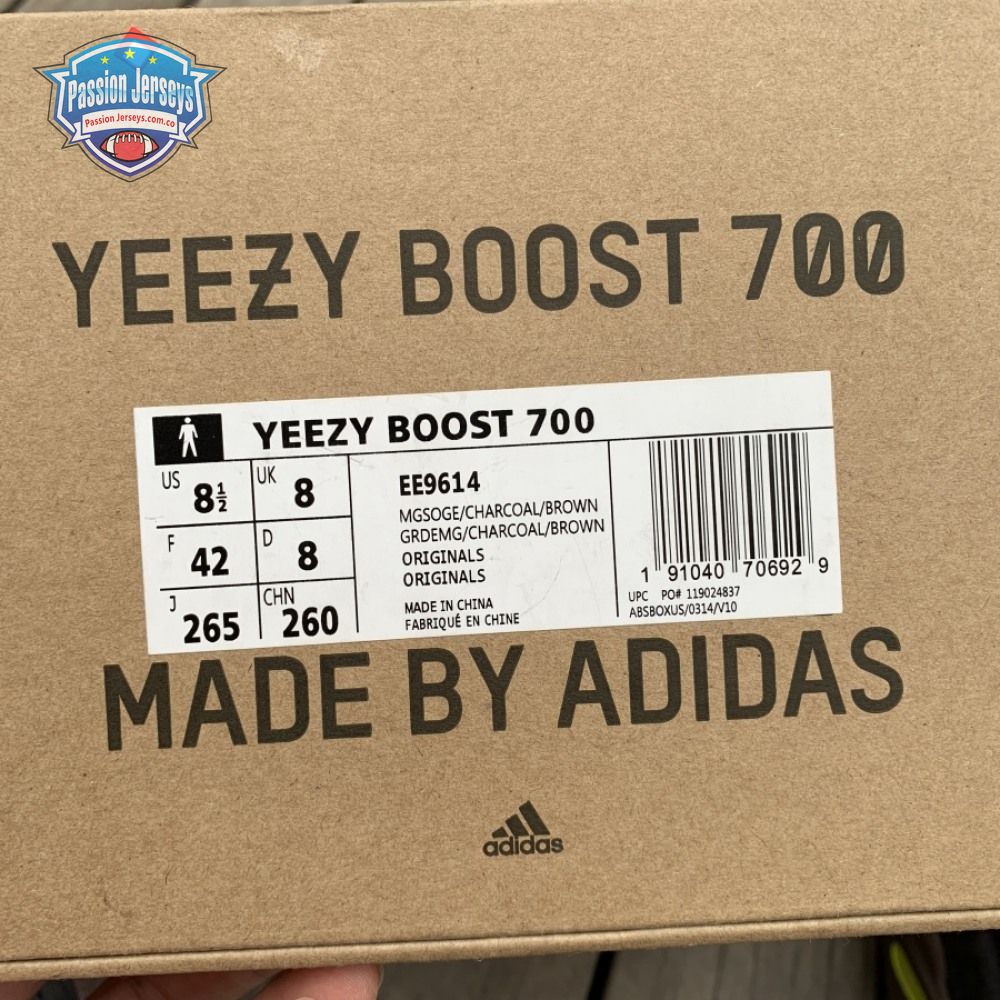 Passion Jerseys
Passion Jerseys.com.co
YEEZY BOOST 700
YEEZY BOOST 700
US 8½ UK 8
F 42 D 8
J 265 CHN 260
EE9614
MGSOGE/CHARCOAL/BROWN
GRDEMG/CHARCOAL/BROWN
ORIGINALS
ORIGINALS
MADE IN CHINA
FABRIQUÉ EN CHINE
1 91040 70692 9
UPC PO# 119024837
ABSBOXUS/0314/V10
MADE BY ADIDAS
adidas